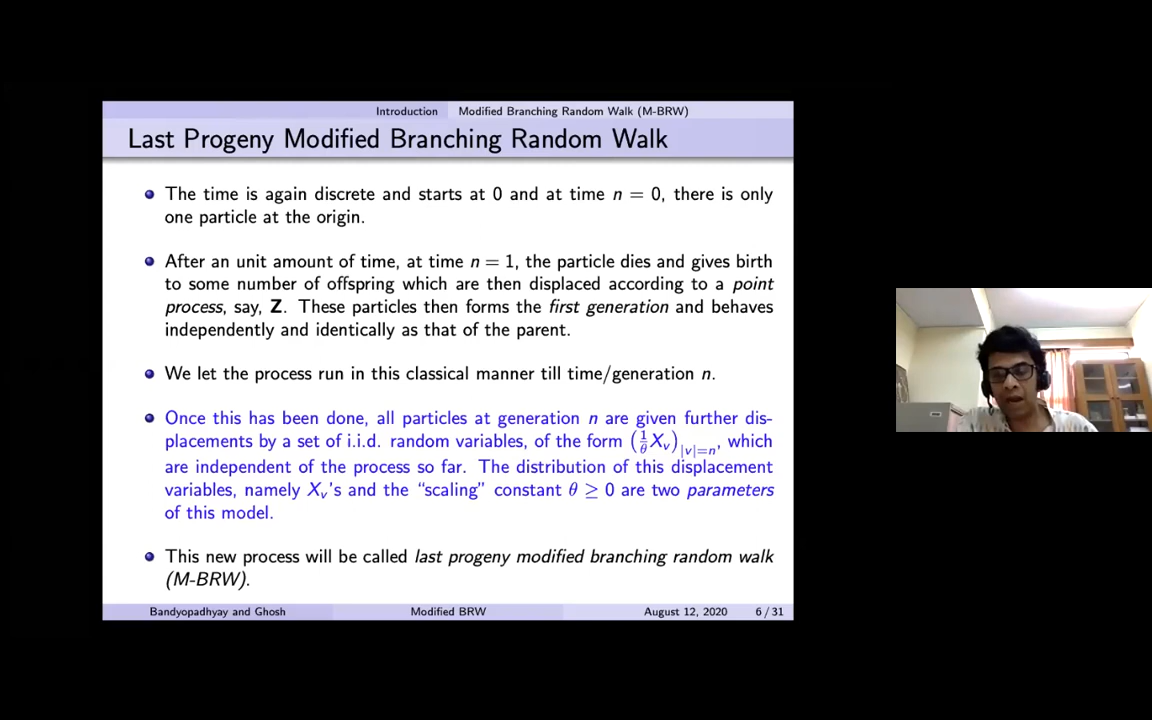 Introduction Modified Branching Random Walk (M-BRW)
Last Progeny Modified Branching Random Walk
The time is again discrete and starts at 0 and at time n = 0, there is only
one particle at the origin.
After an unit amount of time, at time n = 1, the particle dies and gives birth
to some number of offspring which are then displaced according to a point
process, say, Z. These particles then forms the first generation and behaves
independently and identically as that of the parent.
We let the process run in this classical manner till time/generation n.
Once this has been done, all particles at generation n are given further dis-
placements by a set of i.i.d. random variables, of the form (1/θ Xᵥ)|v|=n, which
are independent of the process so far. The distribution of this displacement
variables, namely Xᵥ's and the “scaling” constant θ ≥ 0 are two parameters
of this model.
This new process will be called last progeny modified branching random walk
(M-BRW).
Bandyopadhyay and Ghosh Modified BRW August 12, 2020 6 / 31